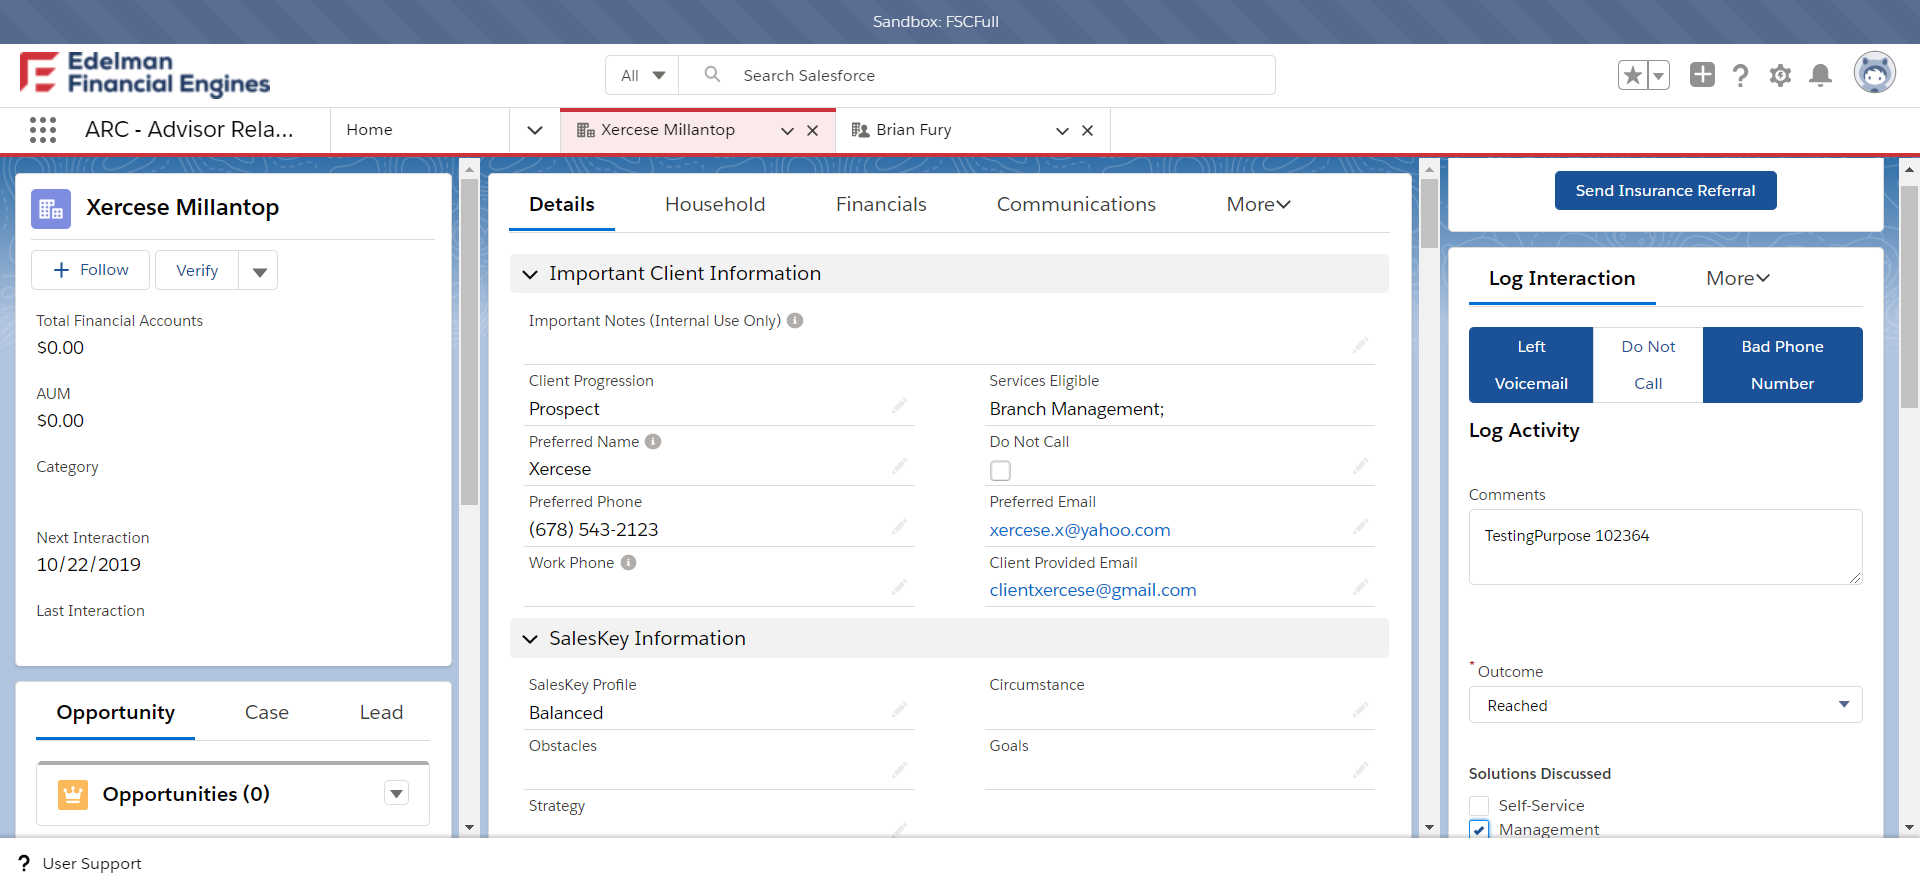 Sandbox: FSCFull
Edelman
Financial Engines
All
Search Salesforce
ARC - Advisor Rela...
Home
Xercese Millantop
Brian Fury
Xercese Millantop
Follow
Verify
Total Financial Accounts
$0.00
AUM
$0.00
Category
Next Interaction
10/22/2019
Last Interaction
Opportunity Case Lead
Opportunities (0)
Details Household Financials Communications More
Important Client Information
Important Notes (Internal Use Only)
Client Progression
Prospect
Services Eligible
Branch Management;
Preferred Name
Xercese
Do Not Call
Preferred Phone
(678) 543-2123
Preferred Email
xercese.x@yahoo.com
Work Phone
Client Provided Email
clientxercese@gmail.com
SalesKey Information
SalesKey Profile
Balanced
Circumstance
Obstacles
Goals
Strategy
Send Insurance Referral
Log Interaction More
Left
Voicemail
Do Not
Call
Bad Phone
Number
Log Activity
Comments
TestingPurpose 102364
* Outcome
Reached
Solutions Discussed
Self-Service
Management
? User Support